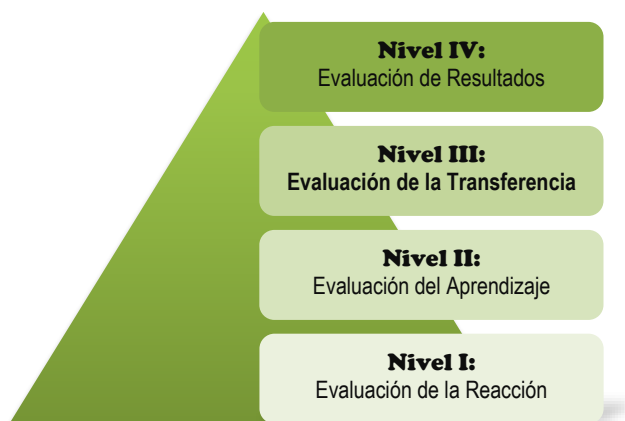 Nivel IV:
Evaluación de Resultados
Nivel III:
Evaluación de la Transferencia
Nivel II:
Evaluación del Aprendizaje
Nivel I:
Evaluación de la Reacción